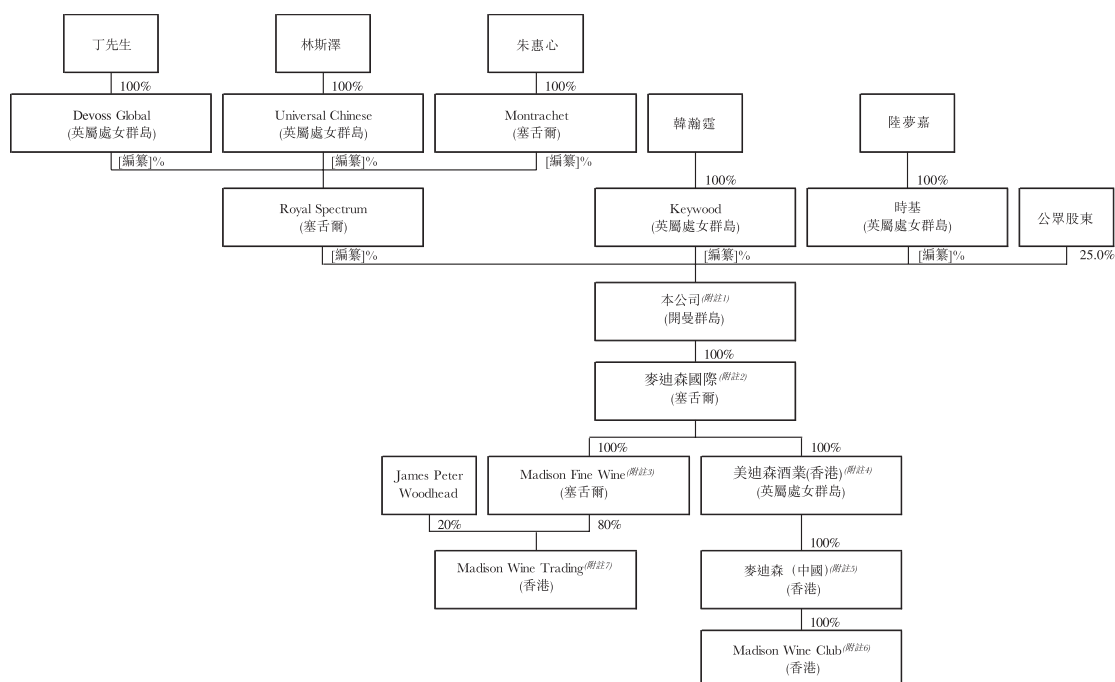 丁先生
林斯澤
朱惠心
100%
100%
100%
Devoss Global
(英屬處女群島)
Universal Chinese
(英屬處女群島)
Montrachet
(塞舌爾)
韓瀚霆
陸夢嘉
[編纂]%
[編纂]%
[編纂]%
100%
100%
Royal Spectrum
(塞舌爾)
Keywood
(英屬處女群島)
時基
(英屬處女群島)
公眾股東
[編纂]%
[編纂]%
[編纂]%
25.0%
本公司(附註1)
(開曼群島)
100%
麥迪森國際(附註2)
(塞舌爾)
100%
100%
James Peter
Woodhead
Madison Fine Wine(附註3)
(塞舌爾)
美迪森酒業(香港)(附註4)
(英屬處女群島)
20%
80%
100%
Madison Wine Trading(附註7)
(香港)
麥迪森（中國）(附註5)
(香港)
100%
Madison Wine Club(附註6)
(香港)